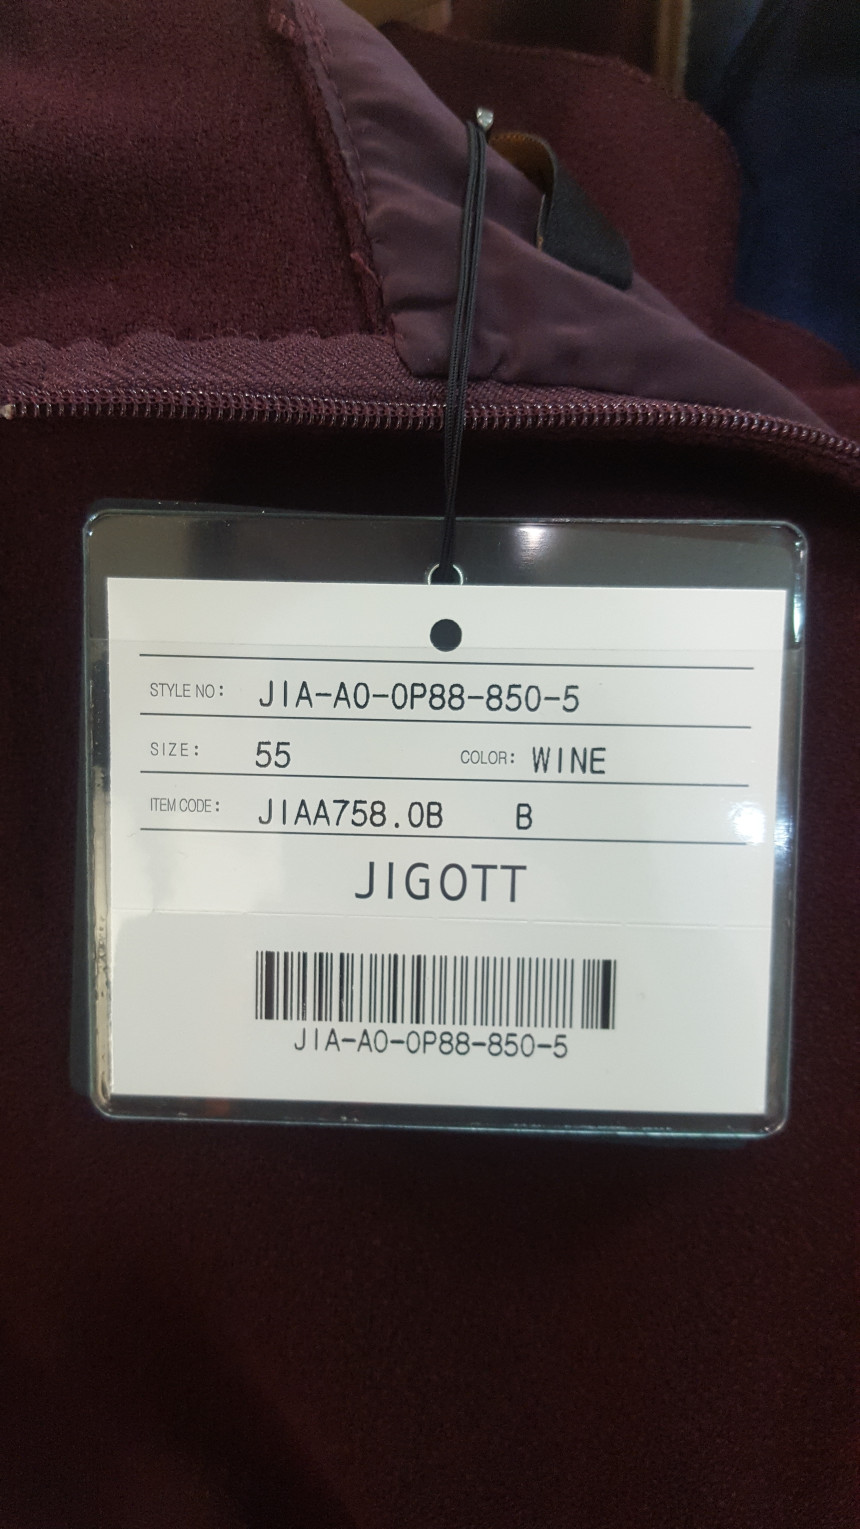 STYLE NO: JIA-A0-0P88-850-5
SIZE: 55 COLOR: WINE
ITEM CODE: JIAA758.0B B
JIGOTT
JIA-A0-0P88-850-5